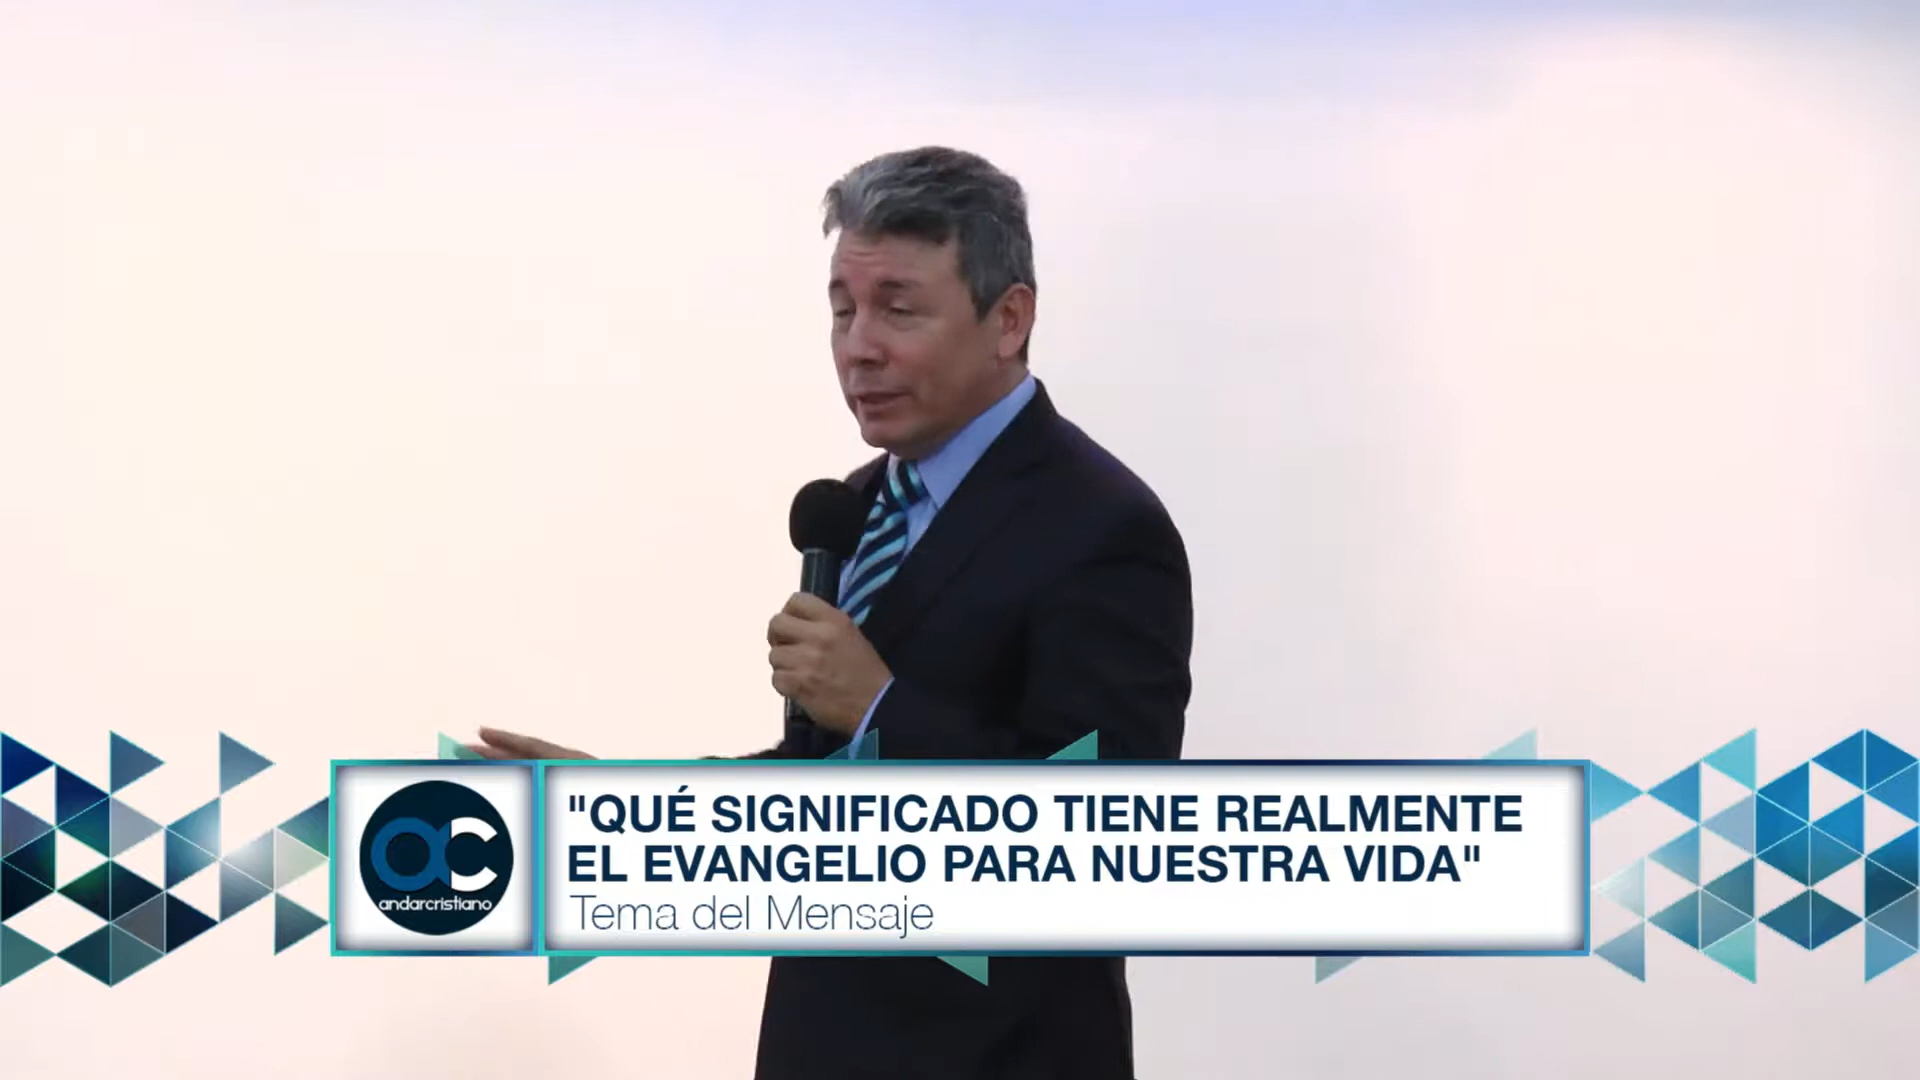 "QUÉ SIGNIFICADO TIENE REALMENTE
EL EVANGELIO PARA NUESTRA VIDA"
Tema del Mensaje
ac
andarcristiano